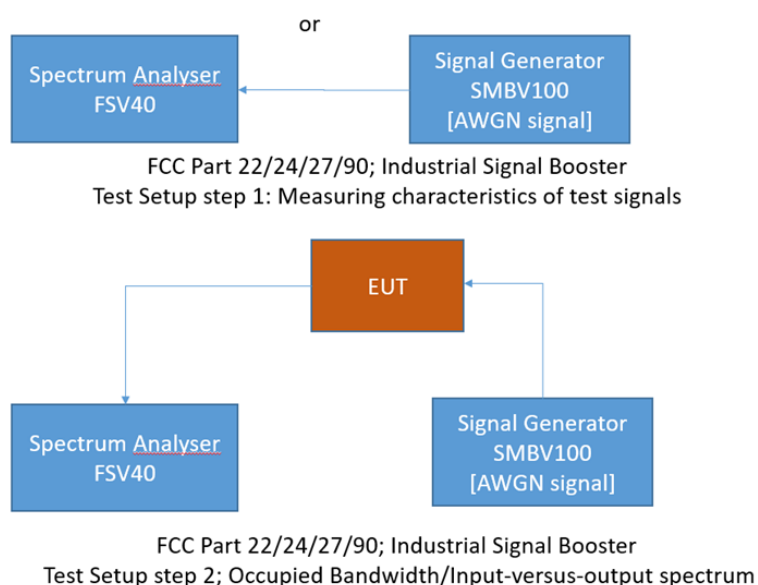 or
Spectrum Analyser
FSV40
Signal Generator
SMBV100
[AWGN signal]
FCC Part 22/24/27/90; Industrial Signal Booster
Test Setup step 1: Measuring characteristics of test signals
EUT
Spectrum Analyser
FSV40
Signal Generator
SMBV100
[AWGN signal]
FCC Part 22/24/27/90; Industrial Signal Booster
Test Setup step 2; Occupied Bandwidth/Input-versus-output spectrum